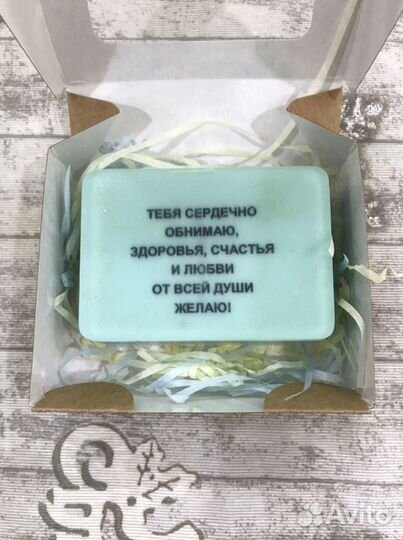 ТЕБЯ СЕРДЕЧНО
ОБНИМАЮ,
ЗДОРОВЬЯ, СЧАСТЬЯ
И ЛЮБВИ
ОТ ВСЕЙ ДУШИ
ЖЕЛАЮ!
Avito